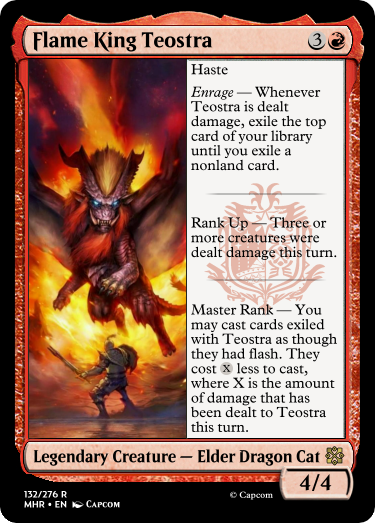 Flame King Teostra 3
Haste
Enrage — Whenever
Teostra is dealt
damage, exile the top
card of your library
until you exile a
nonland card.
Rank Up — Three or
more creatures were
dealt damage this turn.
Master Rank — You
may cast cards exiled
with Teostra as though
they had flash. They
cost X less to cast,
where X is the amount
of damage that has
been dealt to Teostra
this turn.
Legendary Creature — Elder Dragon Cat
4/4
132/276 R
MHR • EN Capcom
© Capcom